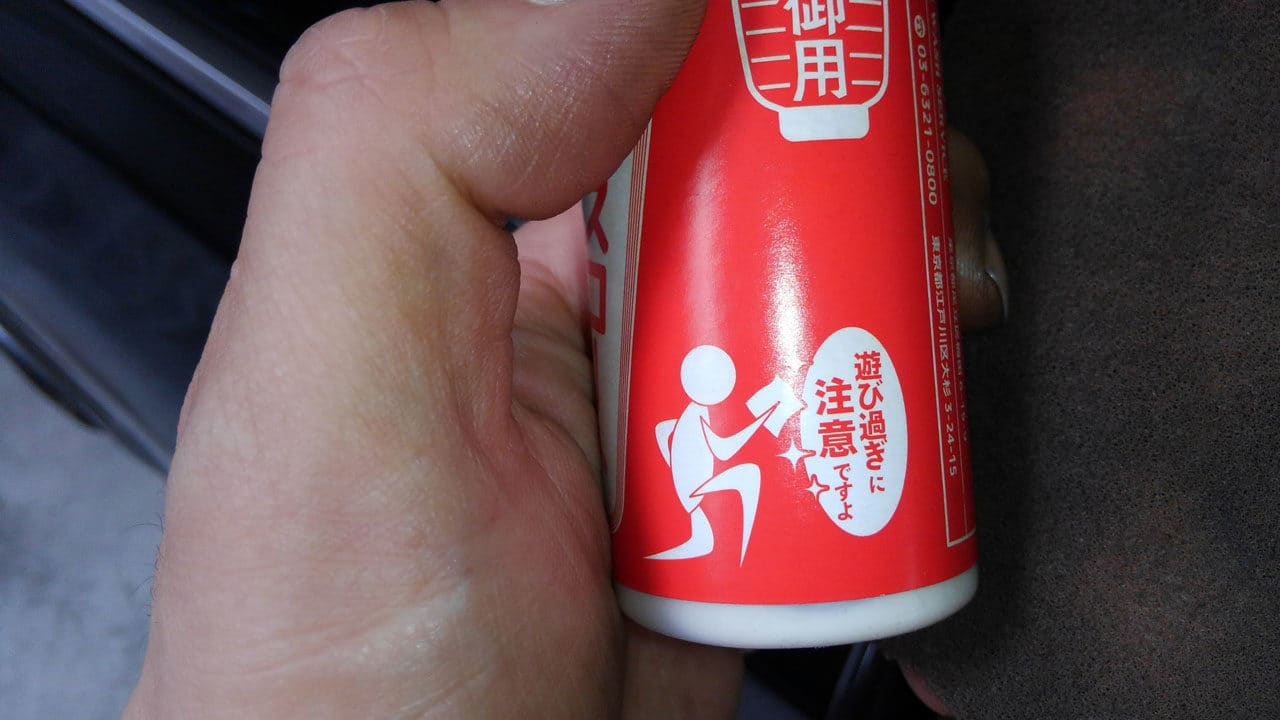 御用
遊び過ぎに
注意ですよ
03-6321-0800
東京都江戸川区大杉 3-24-15